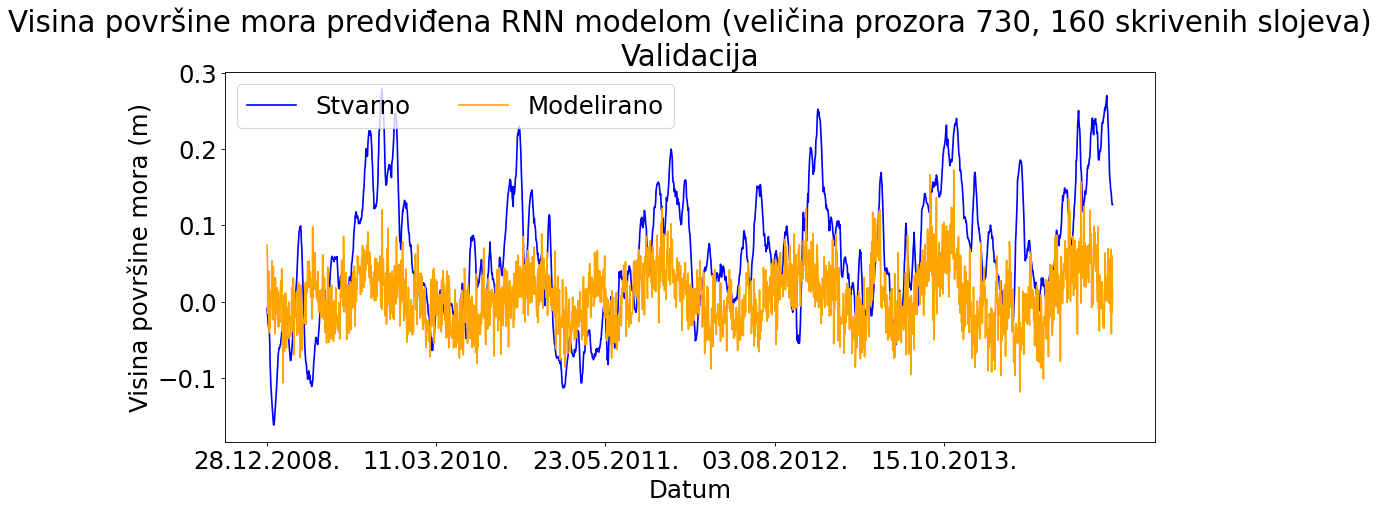 Visina površine mora predviđena RNN modelom (veličina prozora 730, 160 skrivenih slojeva)
Validacija
Stvarno Modelirano
Visina površine mora (m)
0.3
0.2
0.1
0.0
−0.1
28.12.2008. 11.03.2010. 23.05.2011. 03.08.2012. 15.10.2013.
Datum